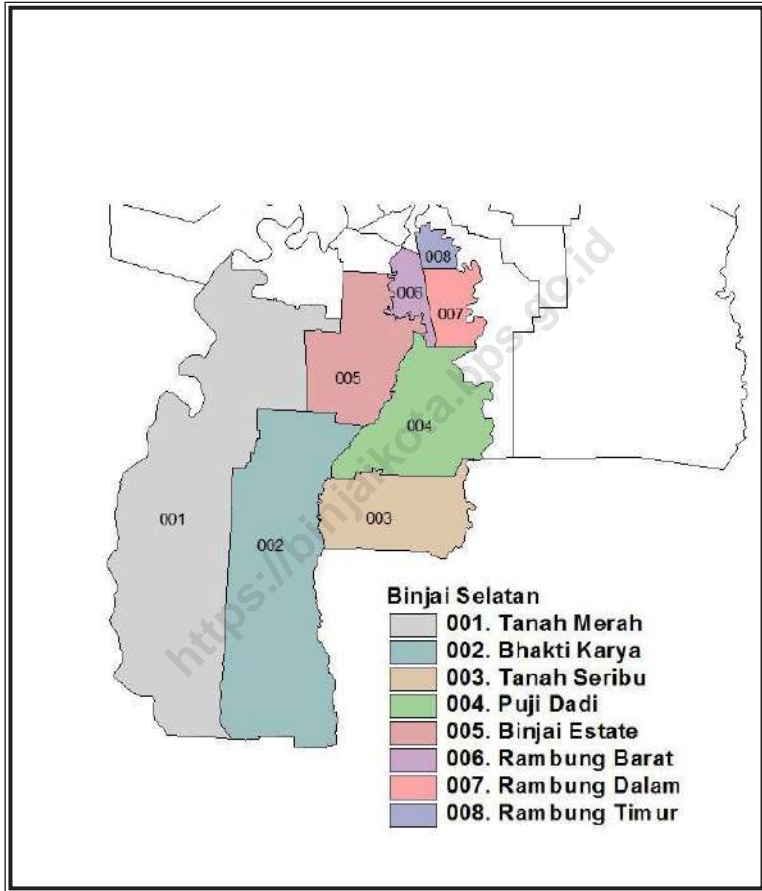 008
006
007
005
004
001
002
003
https://binjaikota.bps.go.id
Binjai Selatan
001. Tanah Merah
002. Bhakti Karya
003. Tanah Seribu
004. Puji Dadi
005. Binjai Estate
006. Rambung Barat
007. Rambung Dalam
008. Rambung Timur